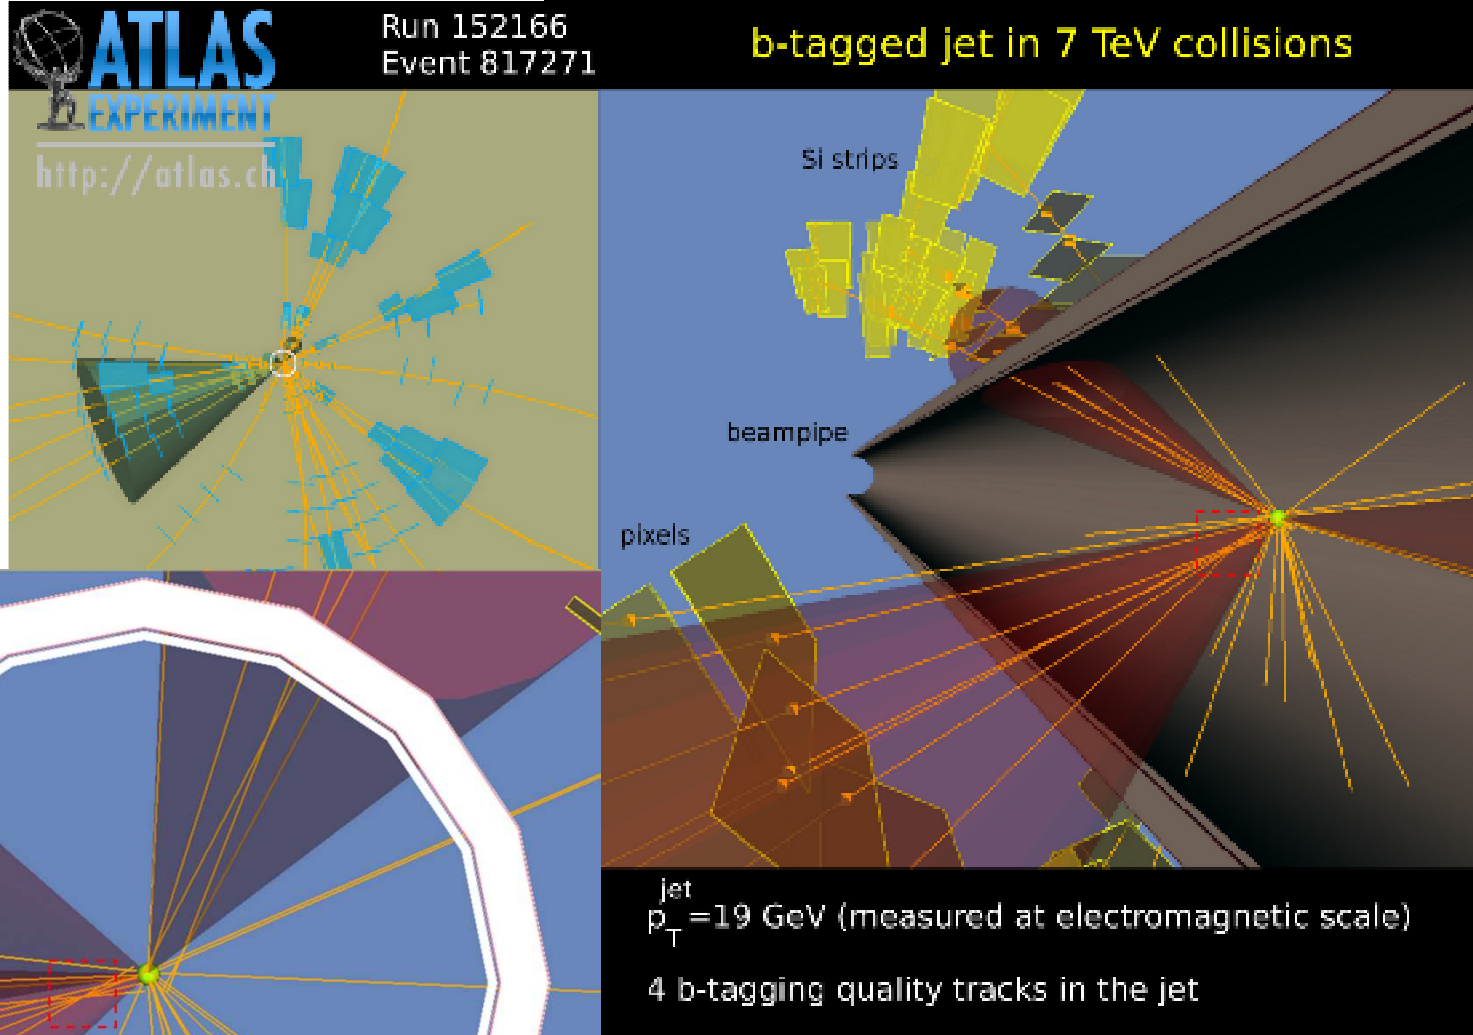 ATLAS
EXPERIMENT
http://atlas.ch
Run 152166
Event 817271
b-tagged jet in 7 TeV collisions
Si strips
beampipe
pixels
jet
p_T=19 GeV (measured at electromagnetic scale)
4 b-tagging quality tracks in the jet